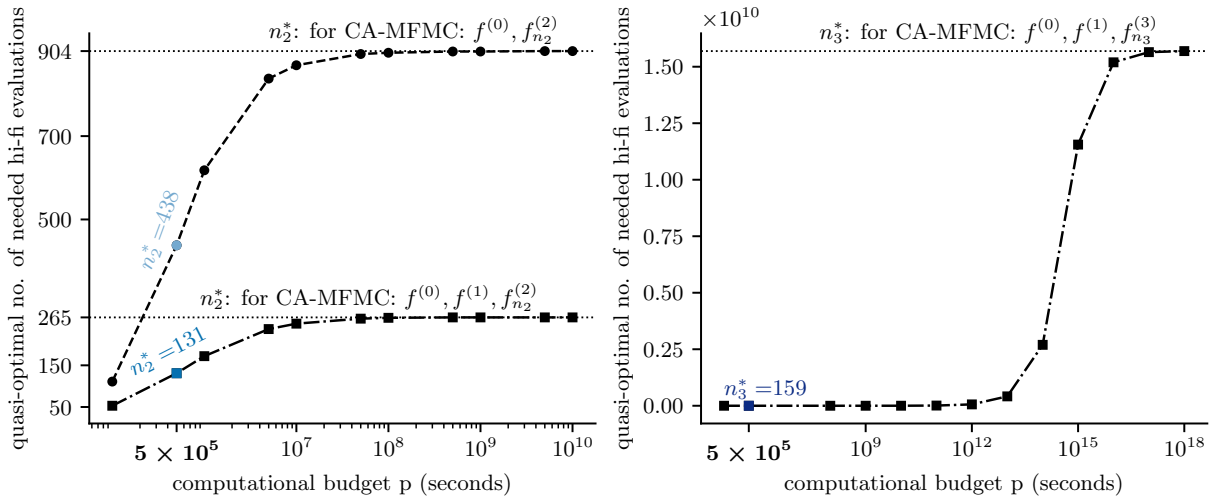 n₂*: for CA-MFMC: f⁽⁰⁾, f⁽²⁾ₙ₂
quasi-optimal no. of needed hi-fi evaluations
904
700
500
265
150
50
n₂* =438
n₂*: for CA-MFMC: f⁽⁰⁾, f⁽¹⁾, f⁽²⁾ₙ₂
n₂* =131
5 × 10⁵
10⁷
10⁸
10⁹
10¹⁰
computational budget p (seconds)
×10¹⁰
n₃*: for CA-MFMC: f⁽⁰⁾, f⁽¹⁾, f⁽³⁾ₙ₃
quasi-optimal no. of needed hi-fi evaluations
1.50
1.25
1.00
0.75
0.50
0.25
0.00
n₃* =159
5 × 10⁵
10⁹
10¹²
10¹⁵
10¹⁸
computational budget p (seconds)